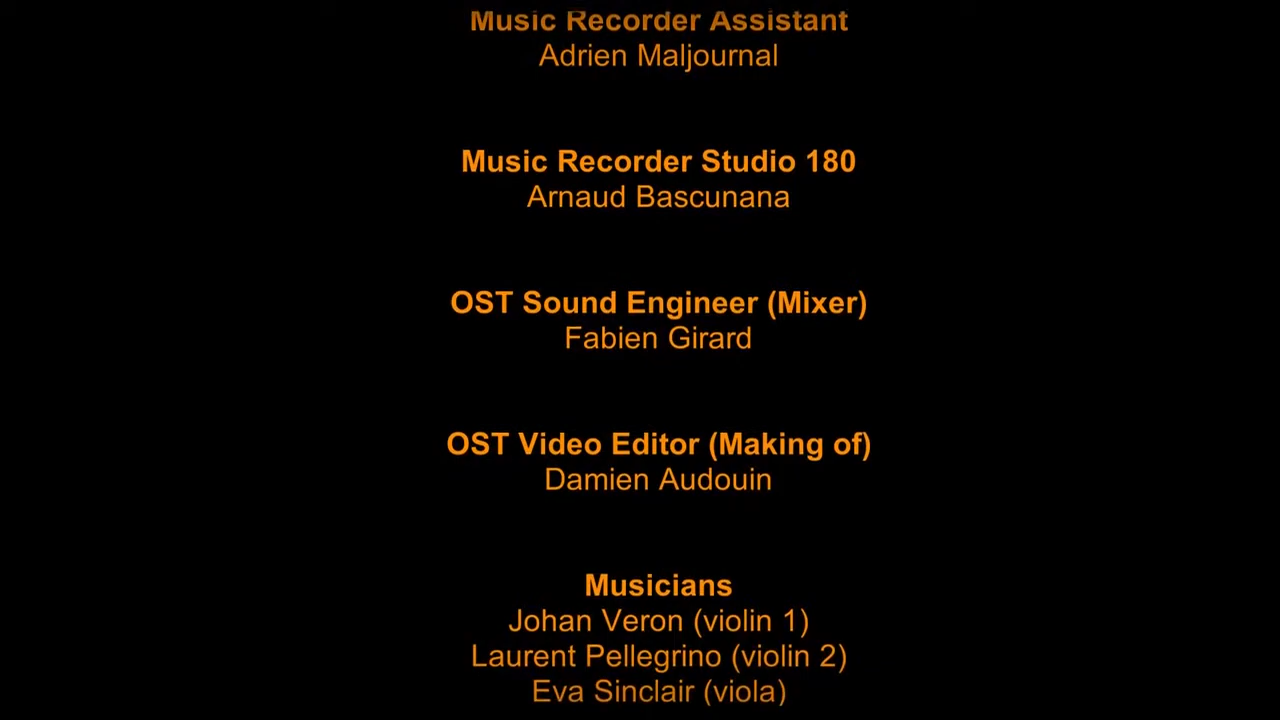 Music Recorder Assistant
Adrien Maljournal
Music Recorder Studio 180
Arnaud Bascunana
OST Sound Engineer (Mixer)
Fabien Girard
OST Video Editor (Making of)
Damien Audouin
Musicians
Johan Veron (violin 1)
Laurent Pellegrino (violin 2)
Eva Sinclair (viola)